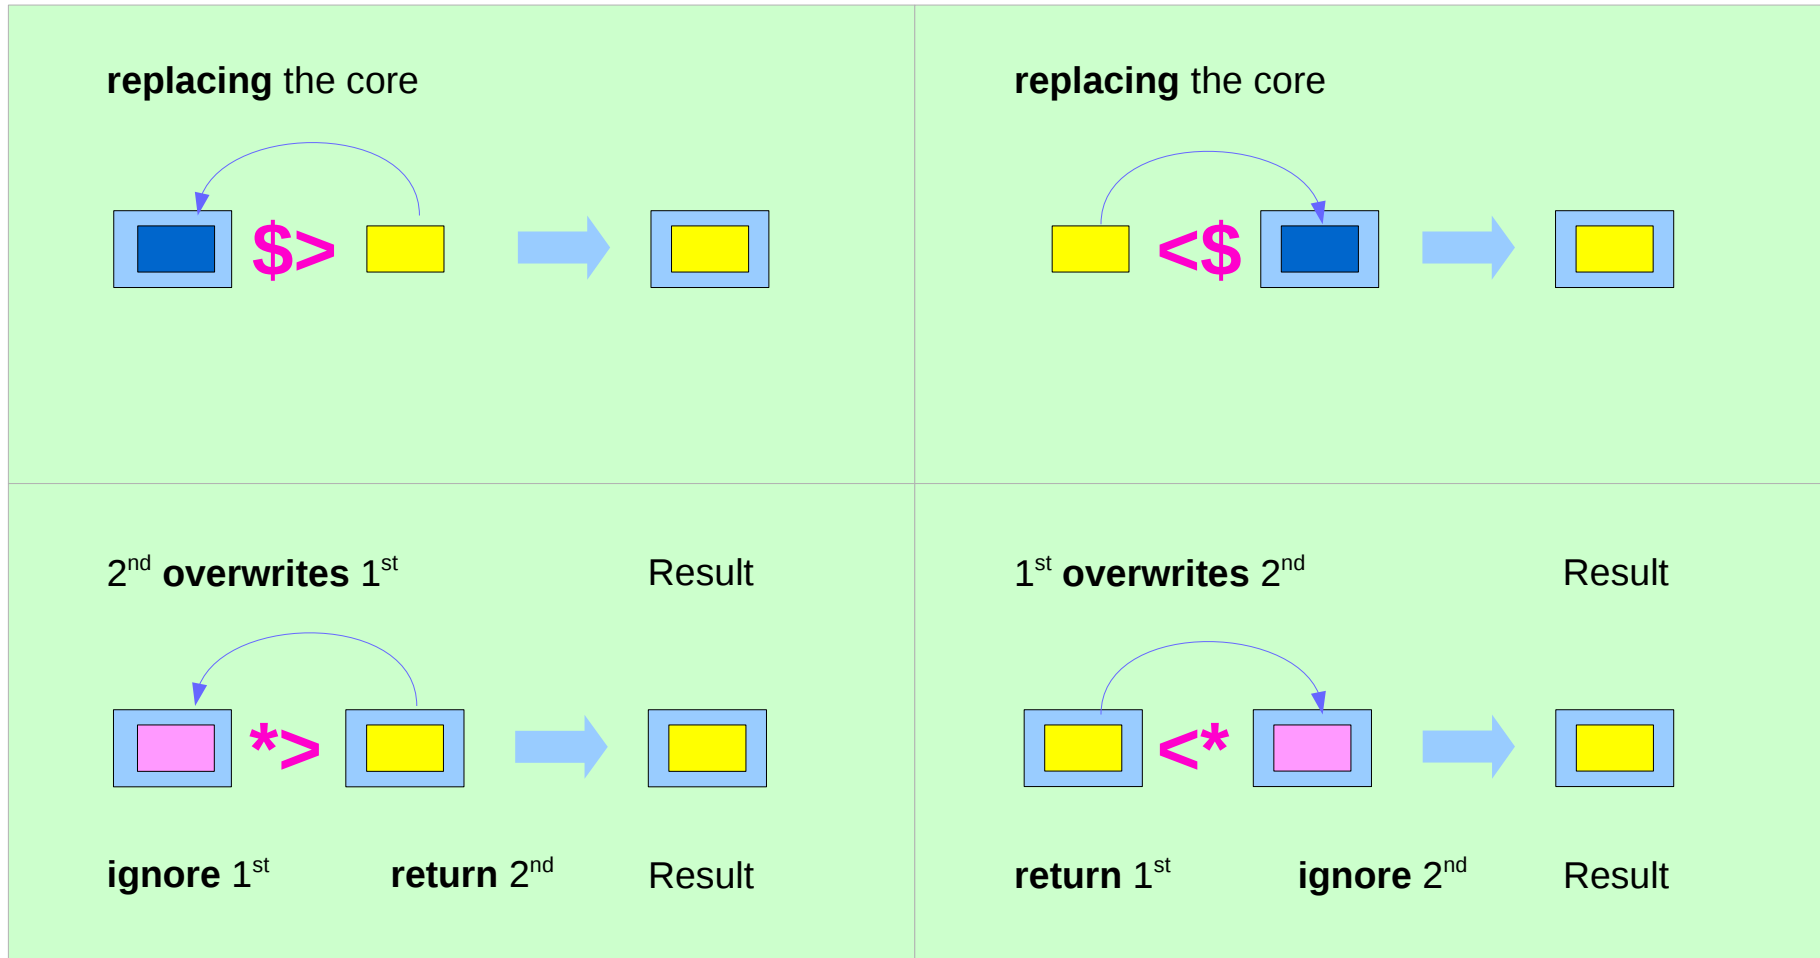 replacing the core
$>
replacing the core
<$
2nd overwrites 1st Result
*>
ignore 1st return 2nd Result
1st overwrites 2nd Result
<*
return 1st ignore 2nd Result